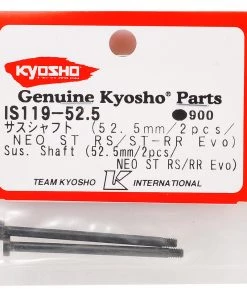 KYOSHO
Genuine Kyosho® Parts
IS119-52.5 900
サスシャフト (52.5mm/2pcs/
NEO ST RS/ST-RR Evo)
Sus. Shaft (52.5mm/2pcs/
NEO ST RS/RR Evo)
TEAM KYOSHO K INTERNATIONAL